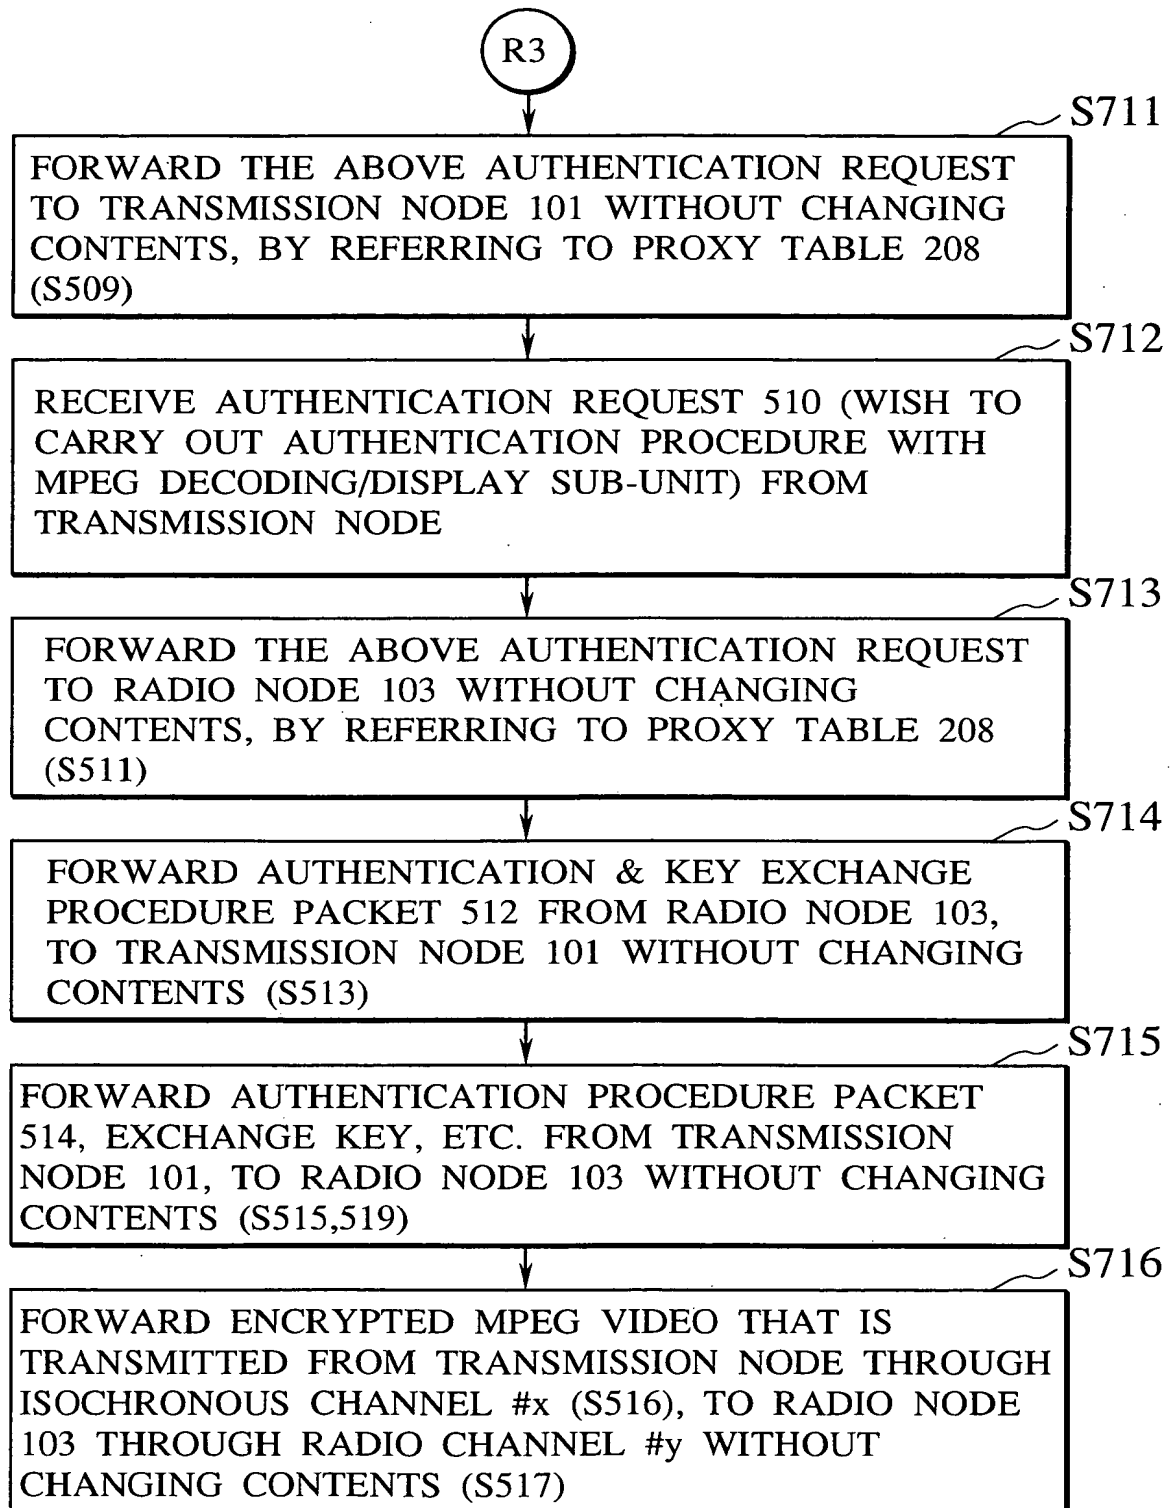 R3
S711
FORWARD THE ABOVE AUTHENTICATION REQUEST
TO TRANSMISSION NODE 101 WITHOUT CHANGING
CONTENTS, BY REFERRING TO PROXY TABLE 208
(S509)
S712
RECEIVE AUTHENTICATION REQUEST 510 (WISH TO
CARRY OUT AUTHENTICATION PROCEDURE WITH
MPEG DECODING/DISPLAY SUB-UNIT) FROM
TRANSMISSION NODE
S713
FORWARD THE ABOVE AUTHENTICATION REQUEST
TO RADIO NODE 103 WITHOUT CHANGING
CONTENTS, BY REFERRING TO PROXY TABLE 208
(S511)
S714
FORWARD AUTHENTICATION & KEY EXCHANGE
PROCEDURE PACKET 512 FROM RADIO NODE 103,
TO TRANSMISSION NODE 101 WITHOUT CHANGING
CONTENTS (S513)
S715
FORWARD AUTHENTICATION PROCEDURE PACKET
514, EXCHANGE KEY, ETC. FROM TRANSMISSION
NODE 101, TO RADIO NODE 103 WITHOUT CHANGING
CONTENTS (S515,519)
S716
FORWARD ENCRYPTED MPEG VIDEO THAT IS
TRANSMITTED FROM TRANSMISSION NODE THROUGH
ISOCHRONOUS CHANNEL #x (S516), TO RADIO NODE
103 THROUGH RADIO CHANNEL #y WITHOUT
CHANGING CONTENTS (S517)